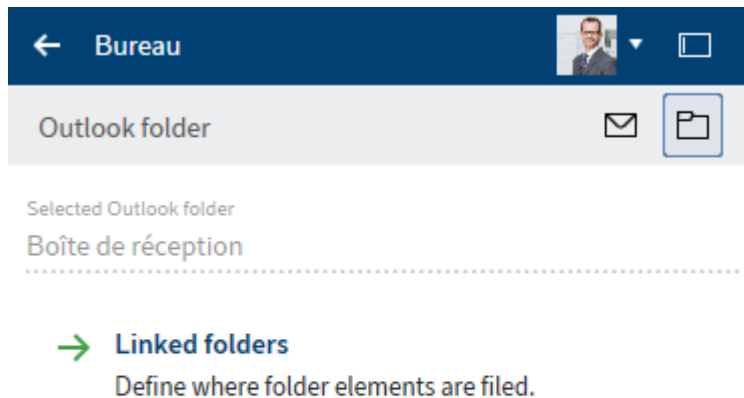 Bureau
Outlook folder
Selected Outlook folder
Boîte de réception
Linked folders
Define where folder elements are filed.